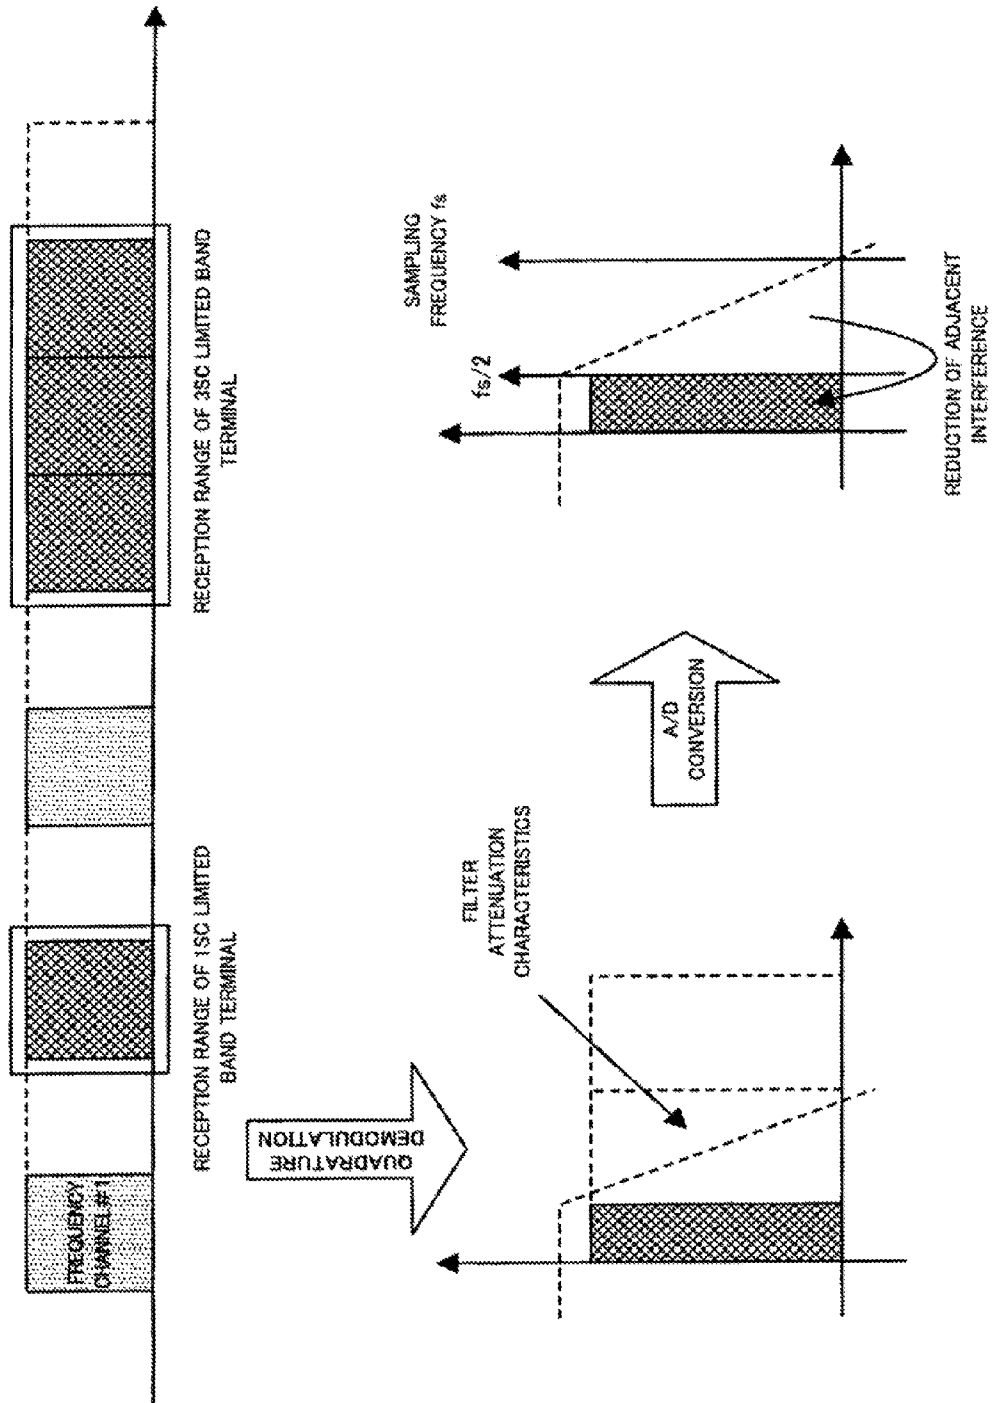 FREQUENCY
CHANNEL #1
RECEPTION RANGE OF 1SC LIMITED
BAND TERMINAL
RECEPTION RANGE OF 3SC LIMITED BAND
TERMINAL
QUADRATURE
DEMODULATION
FILTER
ATTENUATION
CHARACTERISTICS
A/D
CONVERSION
fs/2
SAMPLING
FREQUENCY fs
REDUCTION OF ADJACENT
INTERFERENCE